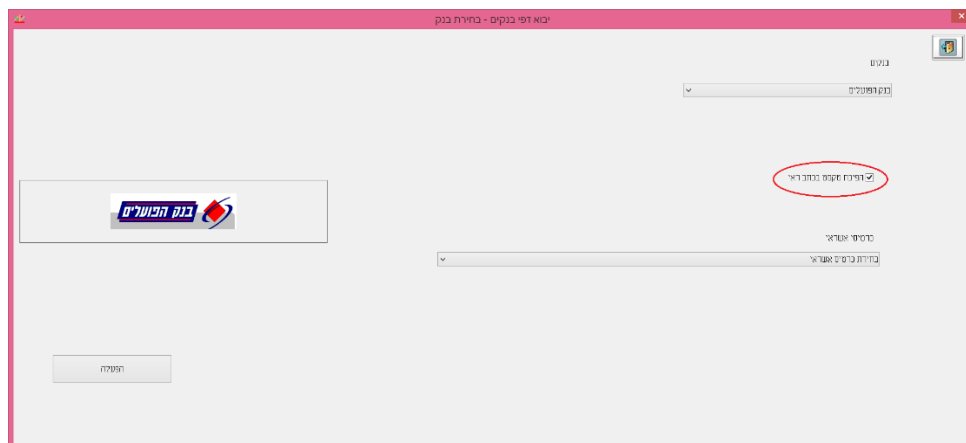 יבוא דפי בנקים - בחירת בנק
בנקים
בנק הפועלים
הפיכת טקסט בכתב ראי
בנק הפועלים
כרטיסי אשראי
בחירת כרטיס אשראי
הפעלה